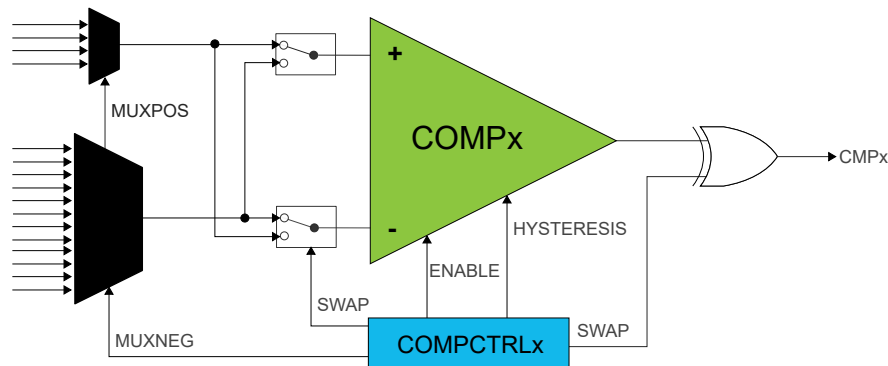 MUXPOS
+
COMPx
CMPx
-
HYSTERESIS
ENABLE
SWAP
SWAP
MUXNEG
COMPCTRLx